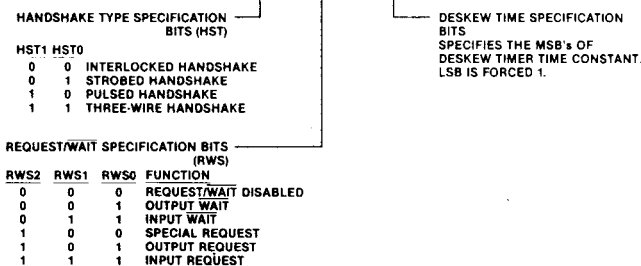 HANDSHAKE TYPE SPECIFICATION
BITS (HST)
HST1 HST0
0 0 INTERLOCKED HANDSHAKE
0 1 STROBED HANDSHAKE
1 0 PULSED HANDSHAKE
1 1 THREE-WIRE HANDSHAKE
DESKEW TIME SPECIFICATION
BITS
SPECIFIES THE MSB's OF
DESKEW TIMER TIME CONSTANT.
LSB IS FORCED 1.
REQUEST/WAIT SPECIFICATION BITS
(RWS)
RWS2 RWS1 RWS0 FUNCTION
0 0 0 REQUEST/WAIT DISABLED
0 0 1 OUTPUT WAIT
0 1 1 INPUT WAIT
1 0 0 SPECIAL REQUEST
1 0 1 OUTPUT REQUEST
1 1 1 INPUT REQUEST